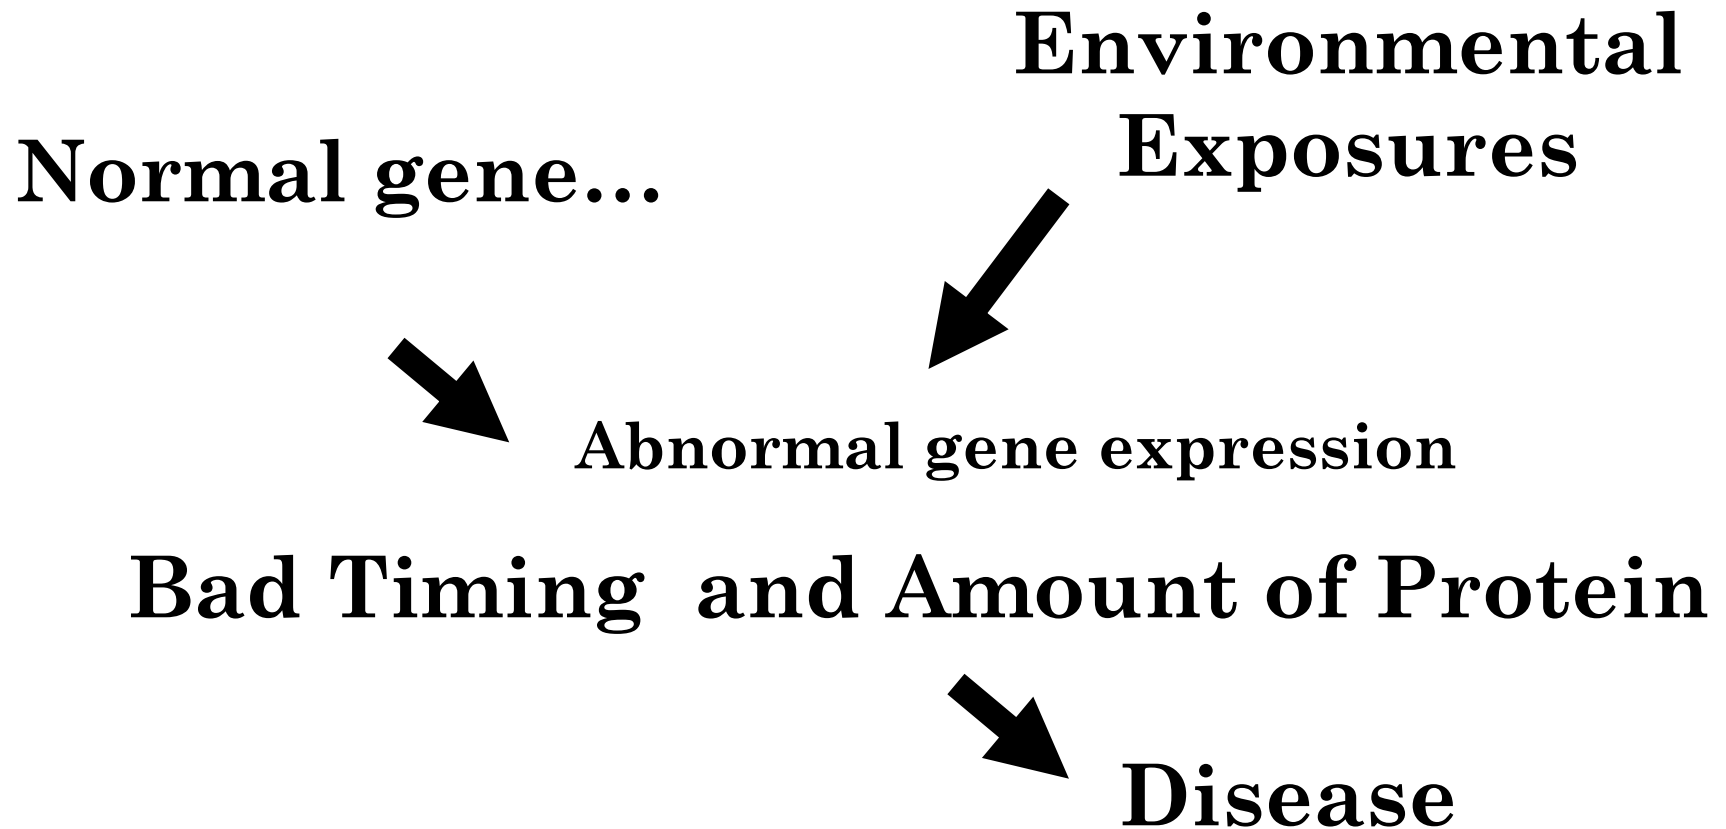 Environmental
Exposures
Normal gene...
Abnormal gene expression
Bad Timing  and Amount of Protein
Disease